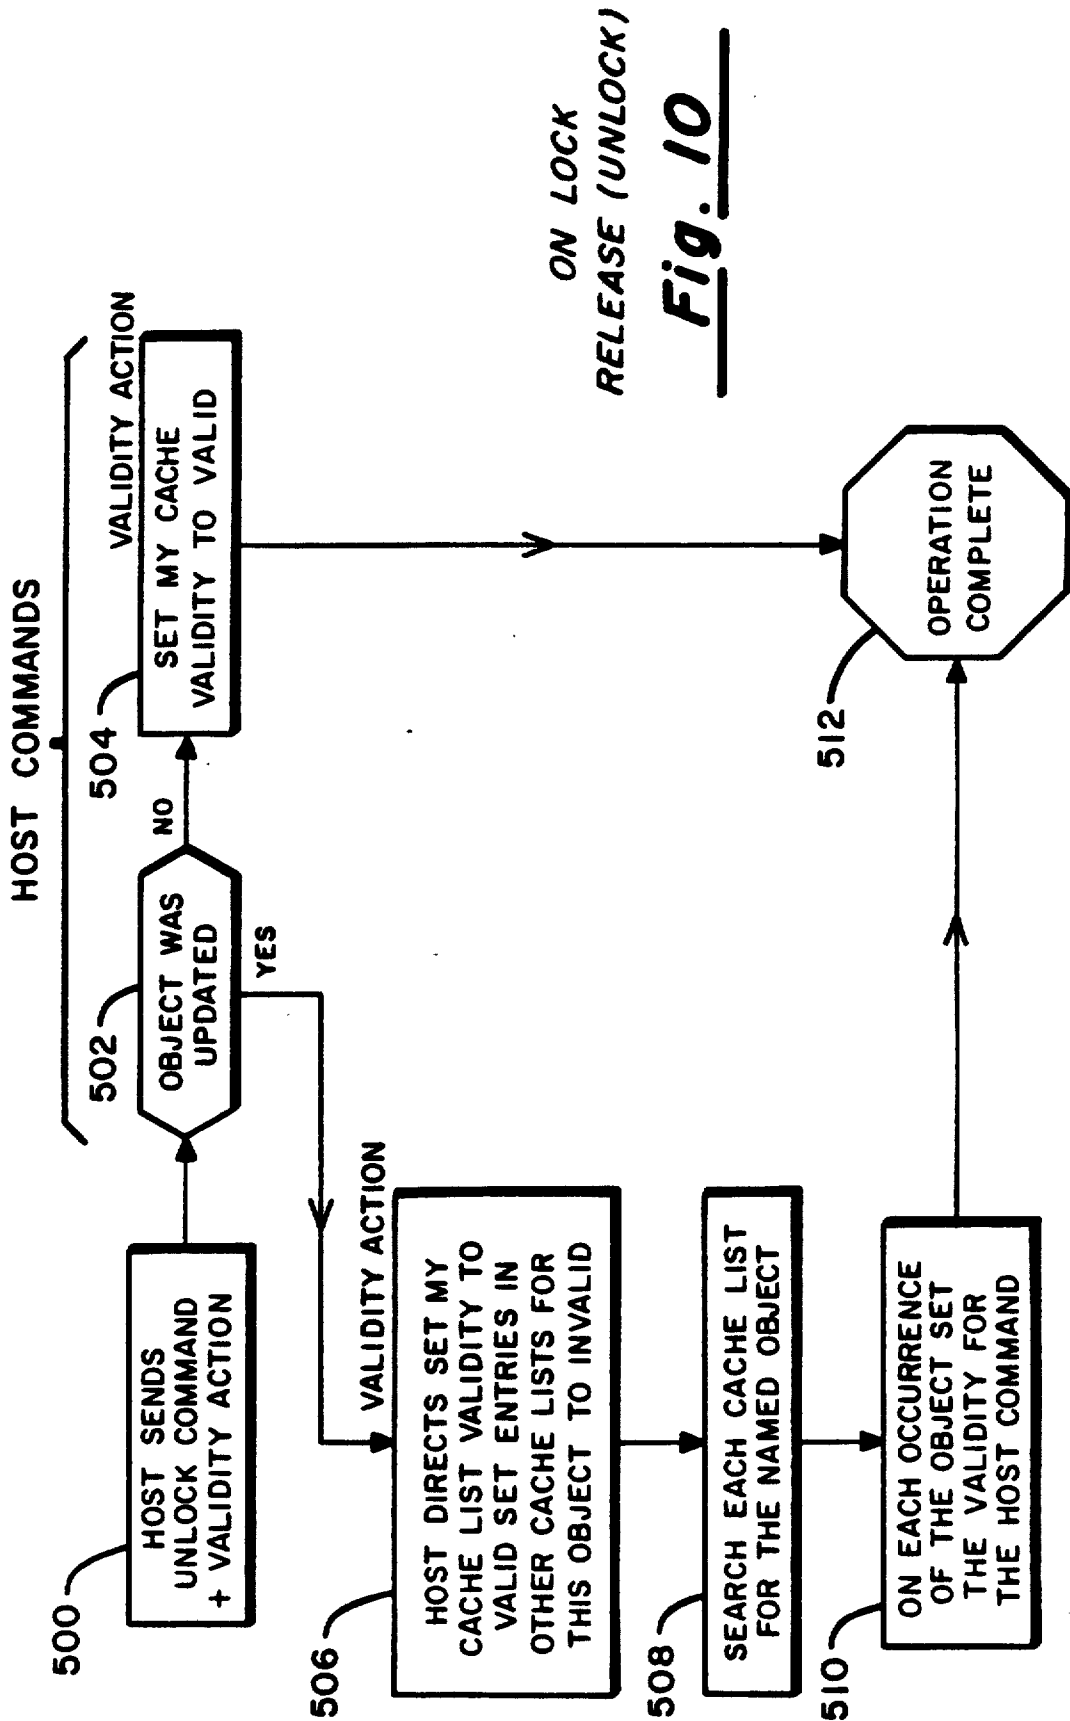 HOST COMMANDS
500
HOST SENDS
UNLOCK COMMAND
+ VALIDITY ACTION
502
OBJECT WAS
UPDATED
NO
YES
504
VALIDITY ACTION
SET MY CACHE
VALIDITY TO VALID
506
VALIDITY ACTION
HOST DIRECTS SET MY
CACHE LIST VALIDITY TO
VALID SET ENTRIES IN
OTHER CACHE LISTS FOR
THIS OBJECT TO INVALID
508
SEARCH EACH CACHE LIST
FOR THE NAMED OBJECT
510
ON EACH OCCURRENCE
OF THE OBJECT SET
THE VALIDITY FOR
THE HOST COMMAND
512
OPERATION
COMPLETE
ON LOCK
RELEASE (UNLOCK)
Fig. 10